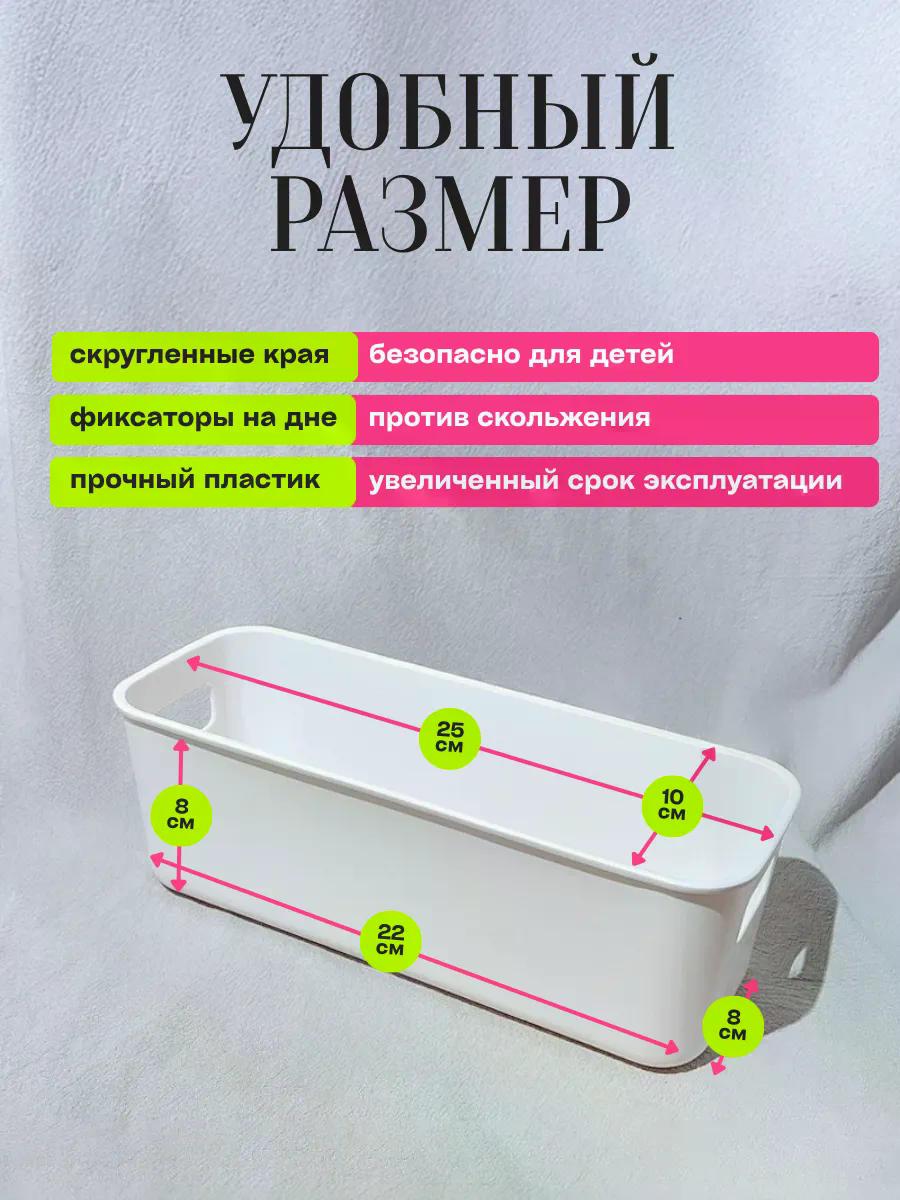 УДОБНЫЙ
РАЗМЕР
скругленные края безопасно для детей
фиксаторы на дне против скольжения
прочный пластик увеличенный срок эксплуатации
25
см
10
см
8
см
22
см
8
см